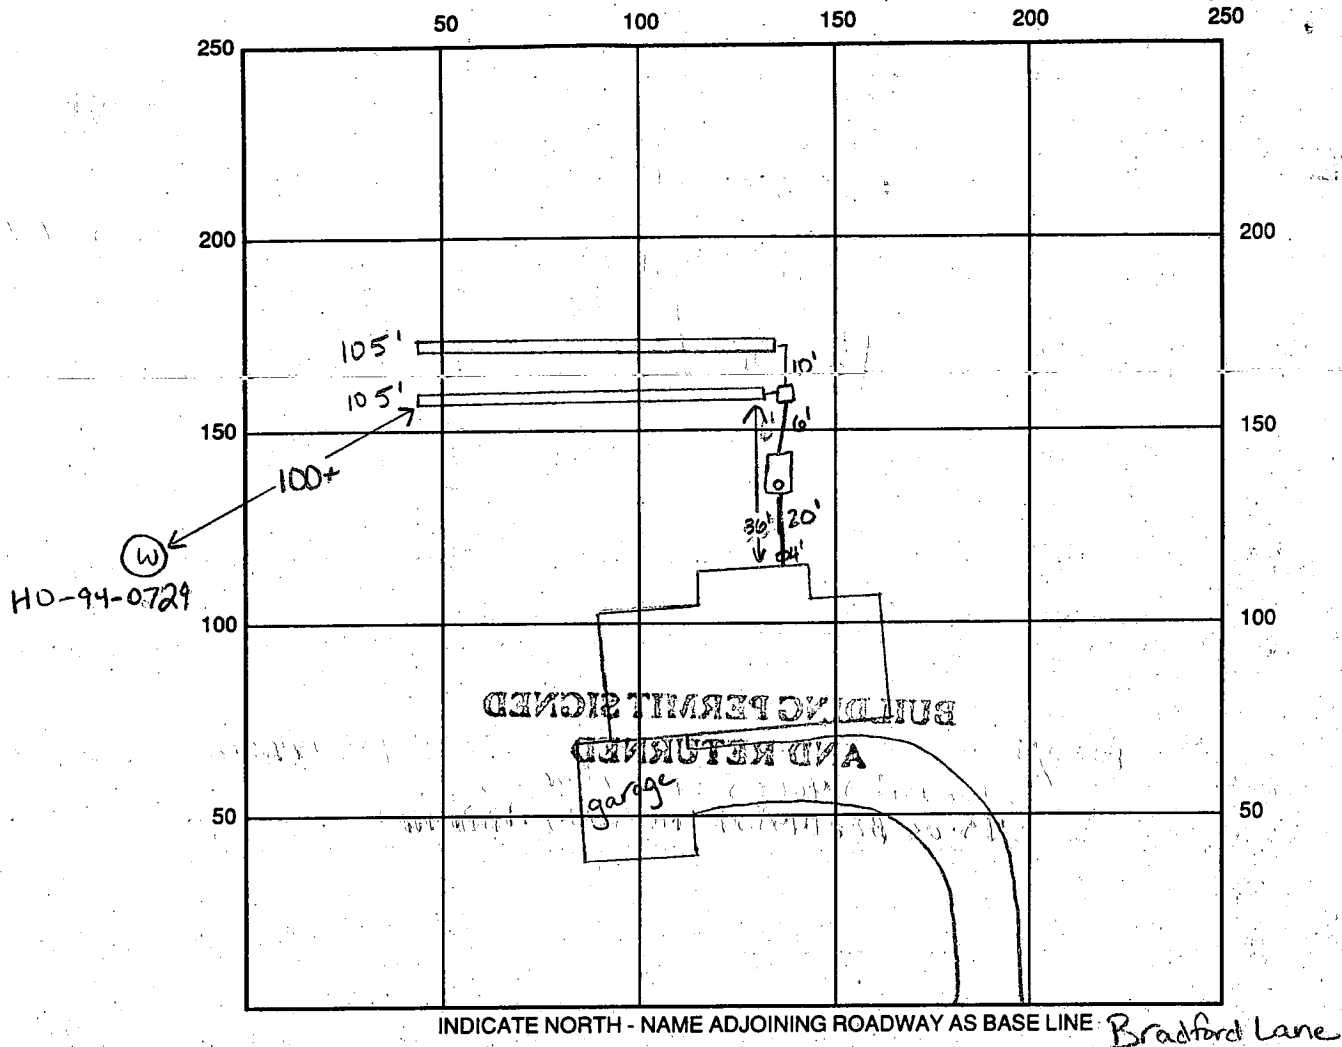 50 100 150 200 250
250
200 200
105'
10'
105'
150 6' 150
100+
36' 20'
W 4'
HO-94-0729
100 100
BUILDING PERMIT SIGNED
AND RETURNED
garage
50 50
INDICATE NORTH - NAME ADJOINING ROADWAY AS BASE LINE Bradford Lane